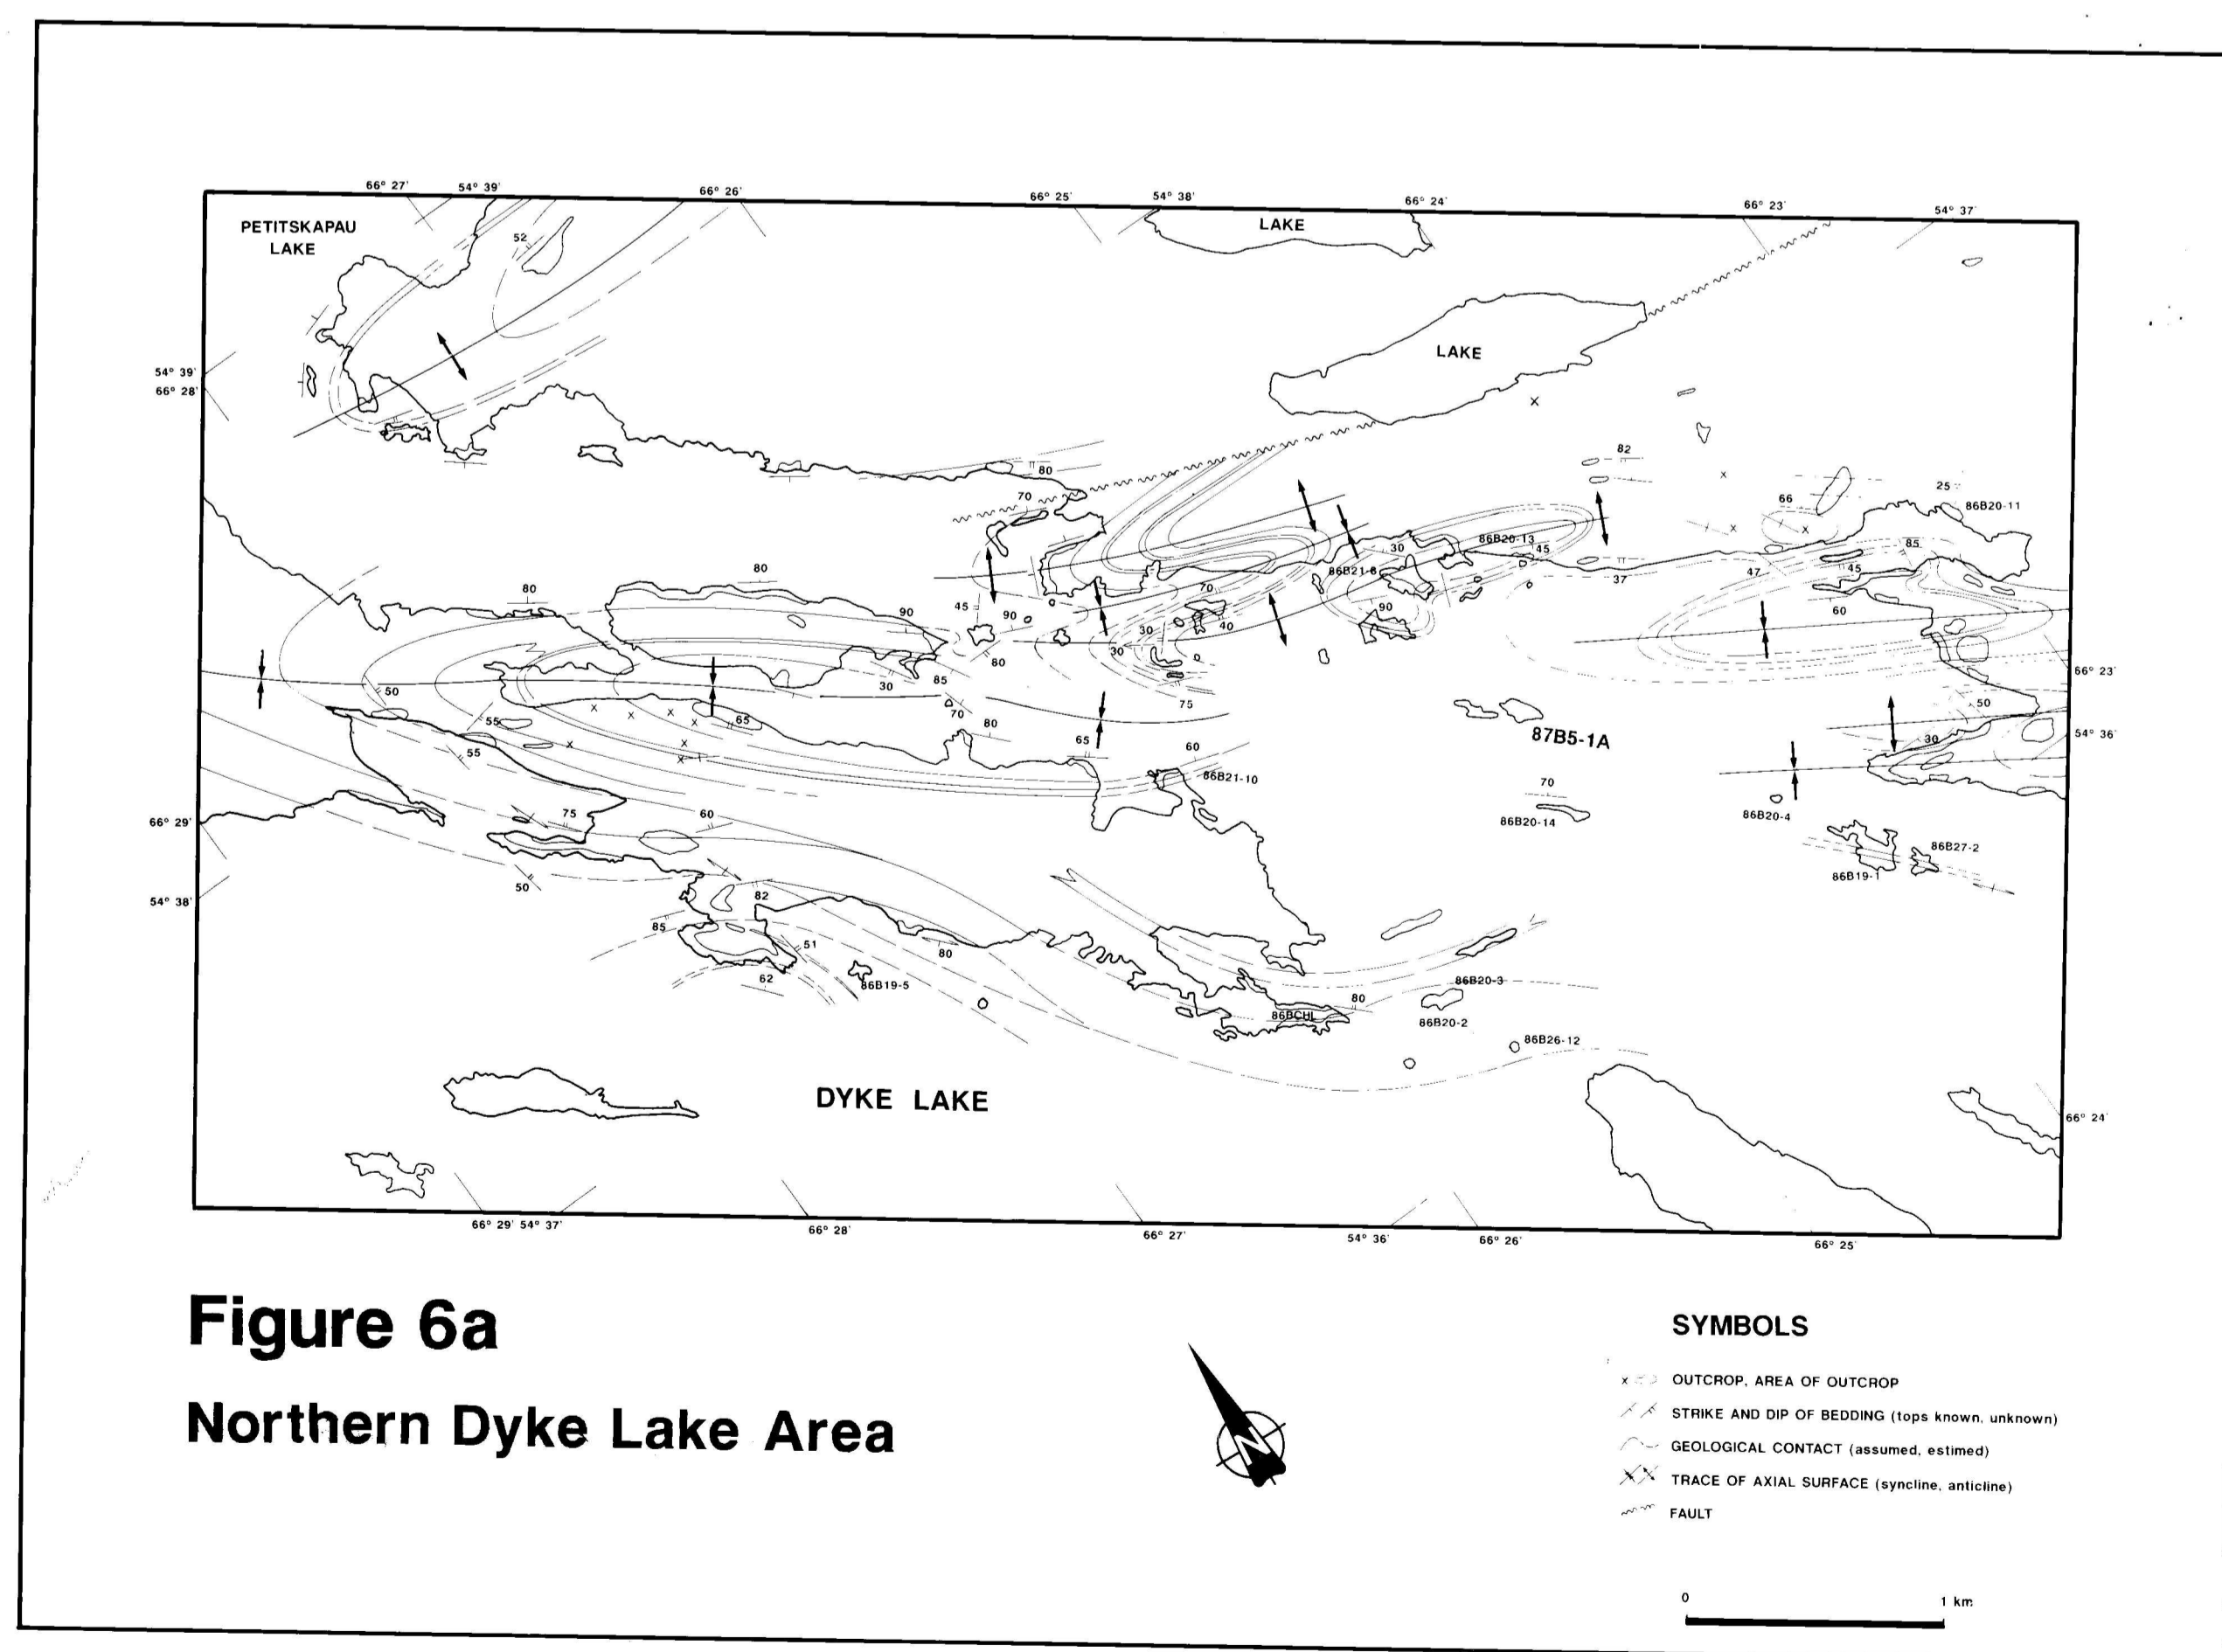 66° 27' 54° 39' 66° 26' 66° 25' 54° 38' 66° 24' 66° 23' 54° 37'
PETITSKAPAU
LAKE
52
LAKE
LAKE
54° 39'
66° 28'
80
82
70
66
25
86B20-11
30
86B20-13
45
85
86B21-6
37
47
45
80
80
70
90
45
90
90
30
40
60
30
80
85
30
50
70
75
66° 23'
50
55
65
80
65
60
30
54° 36'
55
87B5-1A
86B21-10
70
75
60
86B20-14
86B20-4
66° 29'
86B27-2
86B19-1
50
82
54° 38'
85
51
80
62
86B19-5
86B20-3
80
86BCHL
86B20-2
86B26-12
DYKE LAKE
66° 24'
66° 29' 54° 37' 66° 28' 66° 27' 54° 36' 66° 26' 66° 25'
Figure 6a
Northern Dyke Lake Area
N
SYMBOLS
x OUTCROP, AREA OF OUTCROP
STRIKE AND DIP OF BEDDING (tops known, unknown)
GEOLOGICAL CONTACT (assumed, estimed)
TRACE OF AXIAL SURFACE (syncline, anticline)
FAULT
0 1 km